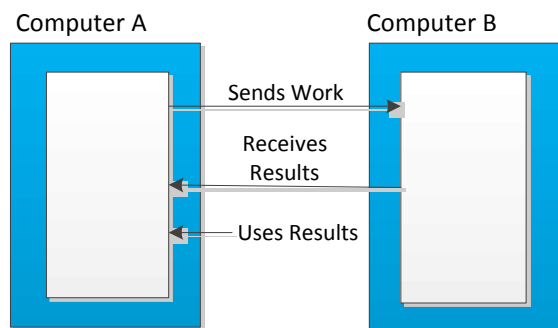 Computer A
Computer B
Sends Work
Receives
Results
Uses Results